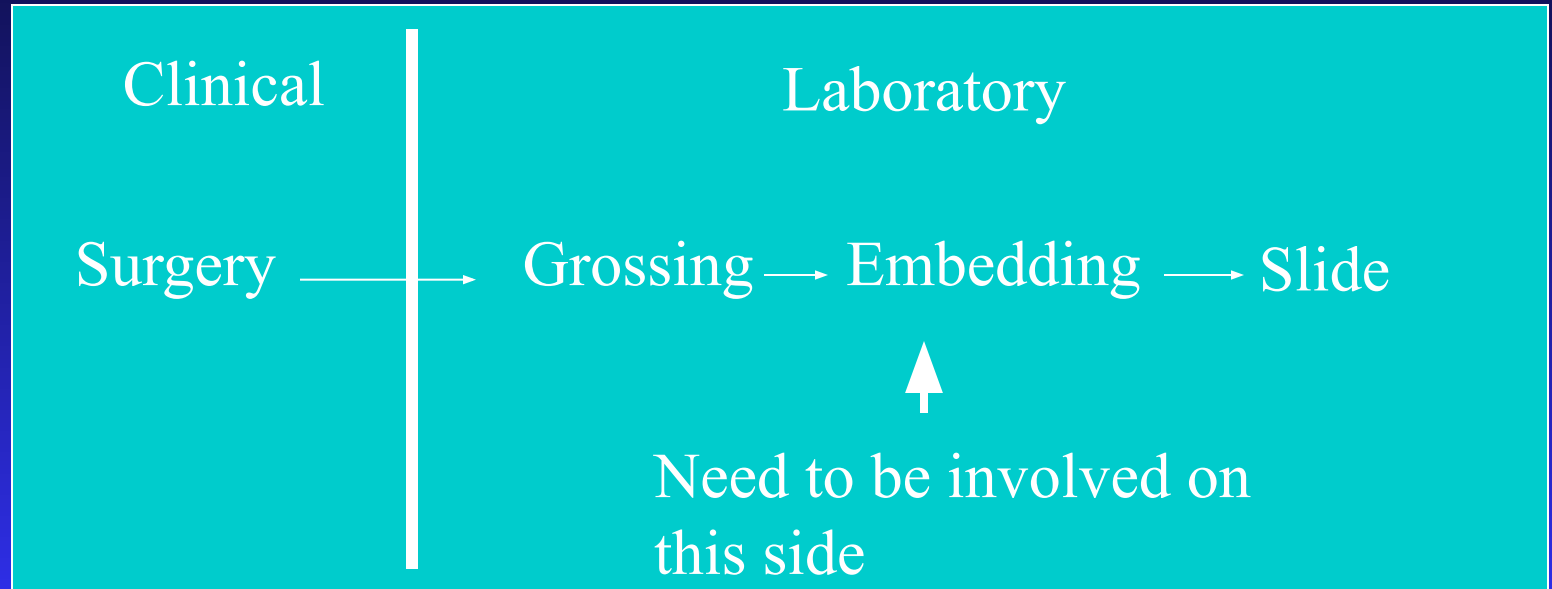 Clinical
Laboratory
Surgery
Grossing
Embedding
Slide
Need to be involved on
this side